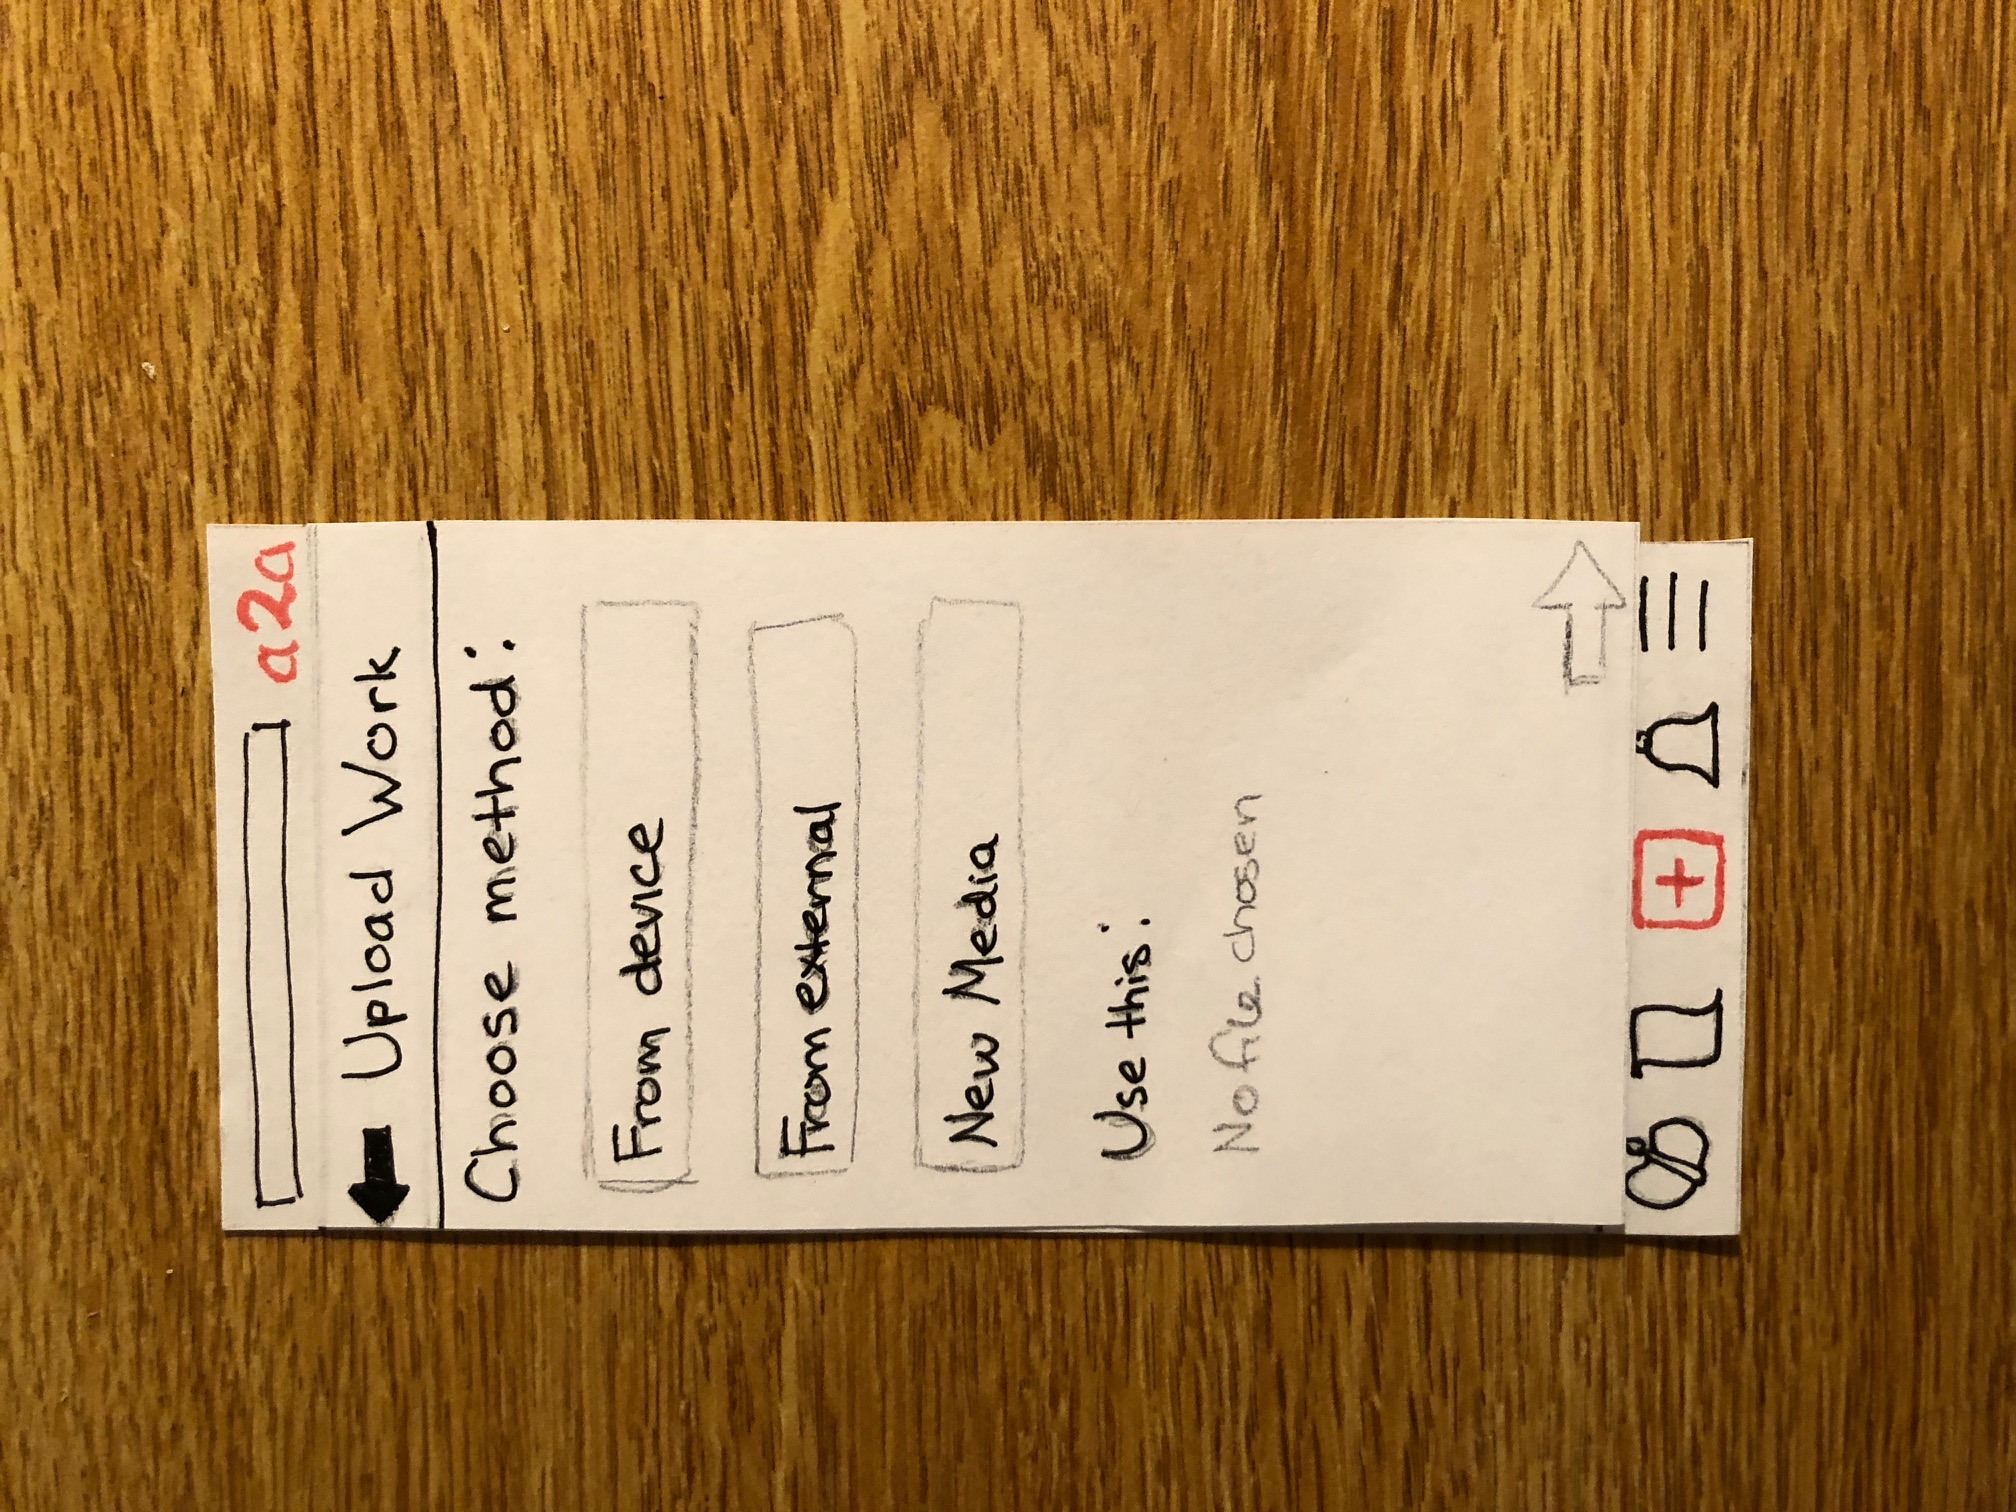 a2a
Upload Work
Choose method:
From device
From external
New Media
Use this:
No file chosen